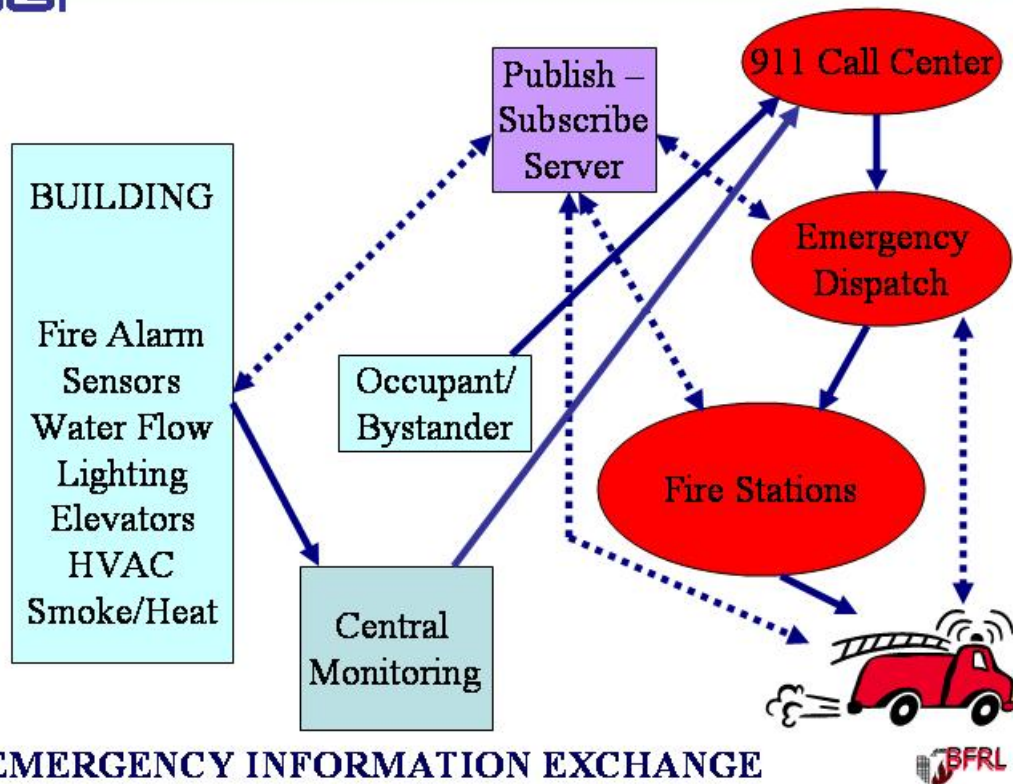 Publish –
Subscribe
Server
911 Call Center
BUILDING
Fire Alarm
Sensors
Water Flow
Lighting
Elevators
HVAC
Smoke/Heat
Occupant/
Bystander
Emergency
Dispatch
Fire Stations
Central
Monitoring
EMERGENCY INFORMATION EXCHANGE
BFRL